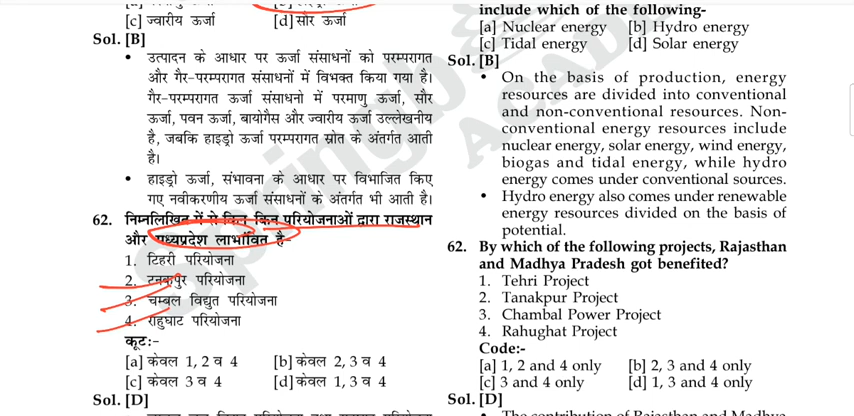 [c] ज्वारीय ऊर्जा [d] सौर ऊर्जा
Sol. [B]
• उत्पादन के आधार पर ऊर्जा संसाधनों को परम्परागत
और गैर-परम्परागत संसाधनों में विभक्त किया गया है।
गैर-परम्परागत ऊर्जा संसाधनो में परमाणु ऊर्जा, सौर
ऊर्जा, पवन ऊर्जा, बायोगैस और ज्वारीय ऊर्जा उल्लेखनीय
है, जबकि हाइड्रो ऊर्जा परम्परागत स्रोत के अंतर्गत आती
है।
• हाइड्रो ऊर्जा, संभावना के आधार पर विभाजित किए
गए नवीकरणीय ऊर्जा संसाधनों के अंतर्गत भी आती है।
62. निम्नलिखित में से किन किन परियोजनाओं द्वारा राजस्थान
और मध्यप्रदेश लाभांवित है-
1. टिहरी परियोजना
2. टनकपुर परियोजना
3. चम्बल विद्युत परियोजना
4. राहुघाट परियोजना
कूटः-
[a] केवल 1, 2 व 4 [b] केवल 2, 3 व 4
[c] केवल 3 व 4 [d] केवल 1, 3 व 4
Sol. [D]
include which of the following-
[a] Nuclear energy [b] Hydro energy
[c] Tidal energy [d] Solar energy
Sol. [B]
• On the basis of production, energy
resources are divided into conventional
and non-conventional resources. Non-
conventional energy resources include
nuclear energy, solar energy, wind energy,
biogas and tidal energy, while hydro
energy comes under conventional sources.
• Hydro energy also comes under renewable
energy resources divided on the basis of
potential.
62. By which of the following projects, Rajasthan
and Madhya Pradesh got benefited?
1. Tehri Project
2. Tanakpur Project
3. Chambal Power Project
4. Rahughat Project
Code:-
[a] 1, 2 and 4 only [b] 2, 3 and 4 only
[c] 3 and 4 only [d] 1, 3 and 4 only
Sol. [D]
• The contribution of Rajasthan and Madhya